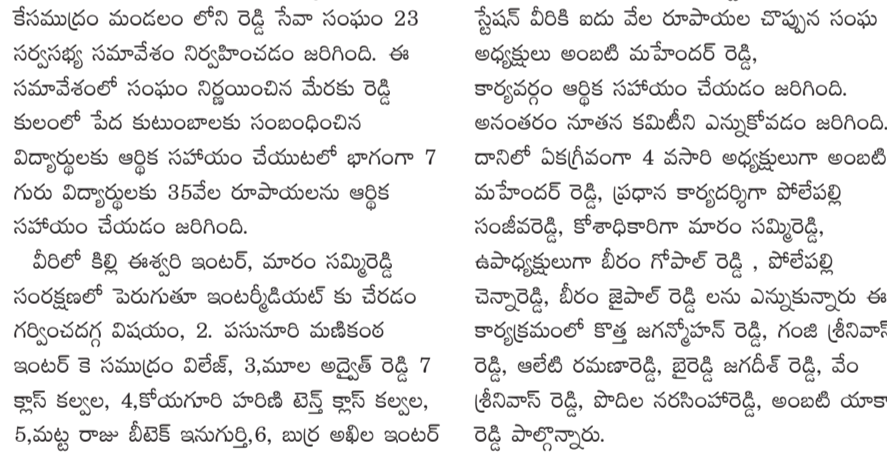 కేసముద్రం మండలం లోని రెడ్డి సేవా సంఘం 23
సర్వసభ్య సమావేశం నిర్వహించడం జరిగింది. ఈ
సమావేశంలో సంఘం నిర్ణయించిన మేరకు రెడ్డి
కులంలో పేద కుటుంబాలకు సంబంధించిన
విద్యార్థులకు ఆర్థిక సహాయం చేయుటలో భాగంగా 7
గురు విద్యార్థులకు 35వేల రూపాయలను ఆర్థిక
సహాయం చేయడం జరిగింది.
వీరిలో కిల్లి ఈశ్వరి ఇంటర్, మారం సమ్మిరెడ్డి
సంరక్షణలో పెరుగుతూ ఇంటర్మీడియట్ కు చేరడం
గర్వించదగ్గ విషయం, 2. పసునూరి మణికంఠ
ఇంటర్ కె సముద్రం విలేజ్, 3,మూల అద్వైత్ రెడ్డి 7
క్లాస్ కల్వల, 4,కోయగూరి హరిణి టెన్త్ క్లాస్ కల్వల,
5,మట్ట రాజు బీటెక్ ఇనుగుర్తి,6, బుర్ర అఖిల ఇంటర్
స్టేషన్ వీరికి ఐదు వేల రూపాయల చొప్పున సంఘ
అధ్యక్షులు అంబటి మహేందర్ రెడ్డి,
కార్యవర్గం ఆర్థిక సహాయం చేయడం జరిగింది.
అనంతరం నూతన కమిటీని ఎన్నుకోవడం జరిగింది.
దానిలో ఏకగ్రీవంగా 4 వసారి అధ్యక్షులుగా అంబటి
మహేందర్ రెడ్డి, ప్రధాన కార్యదర్శిగా పోలేపల్లి
సంజీవరెడ్డి, కోశాధికారిగా మారం సమ్మిరెడ్డి,
ఉపాధ్యక్షులుగా బీరం గోపాల్ రెడ్డి , పోలేపల్లి
చెన్నారెడ్డి, బీరం జైపాల్ రెడ్డి లను ఎన్నుకున్నారు ఈ
కార్యక్రమంలో కొత్త జగన్మోహన్ రెడ్డి, గంజి శ్రీనివాస్
రెడ్డి, ఆలేటి రమణారెడ్డి, బైరెడ్డి జగదీశ్ రెడ్డి, వేం
శ్రీనివాస్ రెడ్డి, పొదిల నరసింహారెడ్డి, అంబటి యాకూ
రెడ్డి పాల్గొన్నారు.